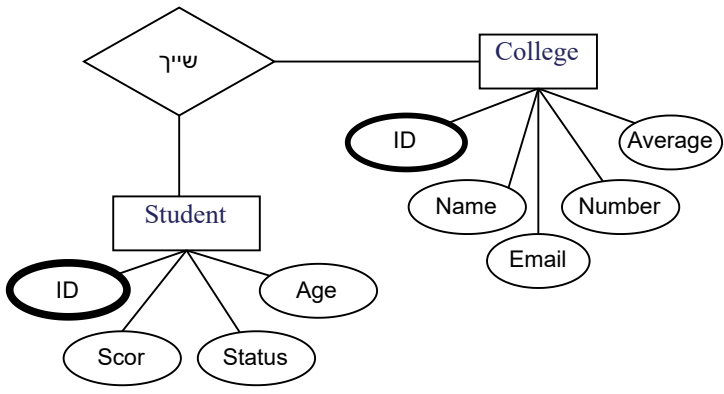 שייך
College
ID
Average
Name
Number
Email
Student
ID
Age
Scor
Status